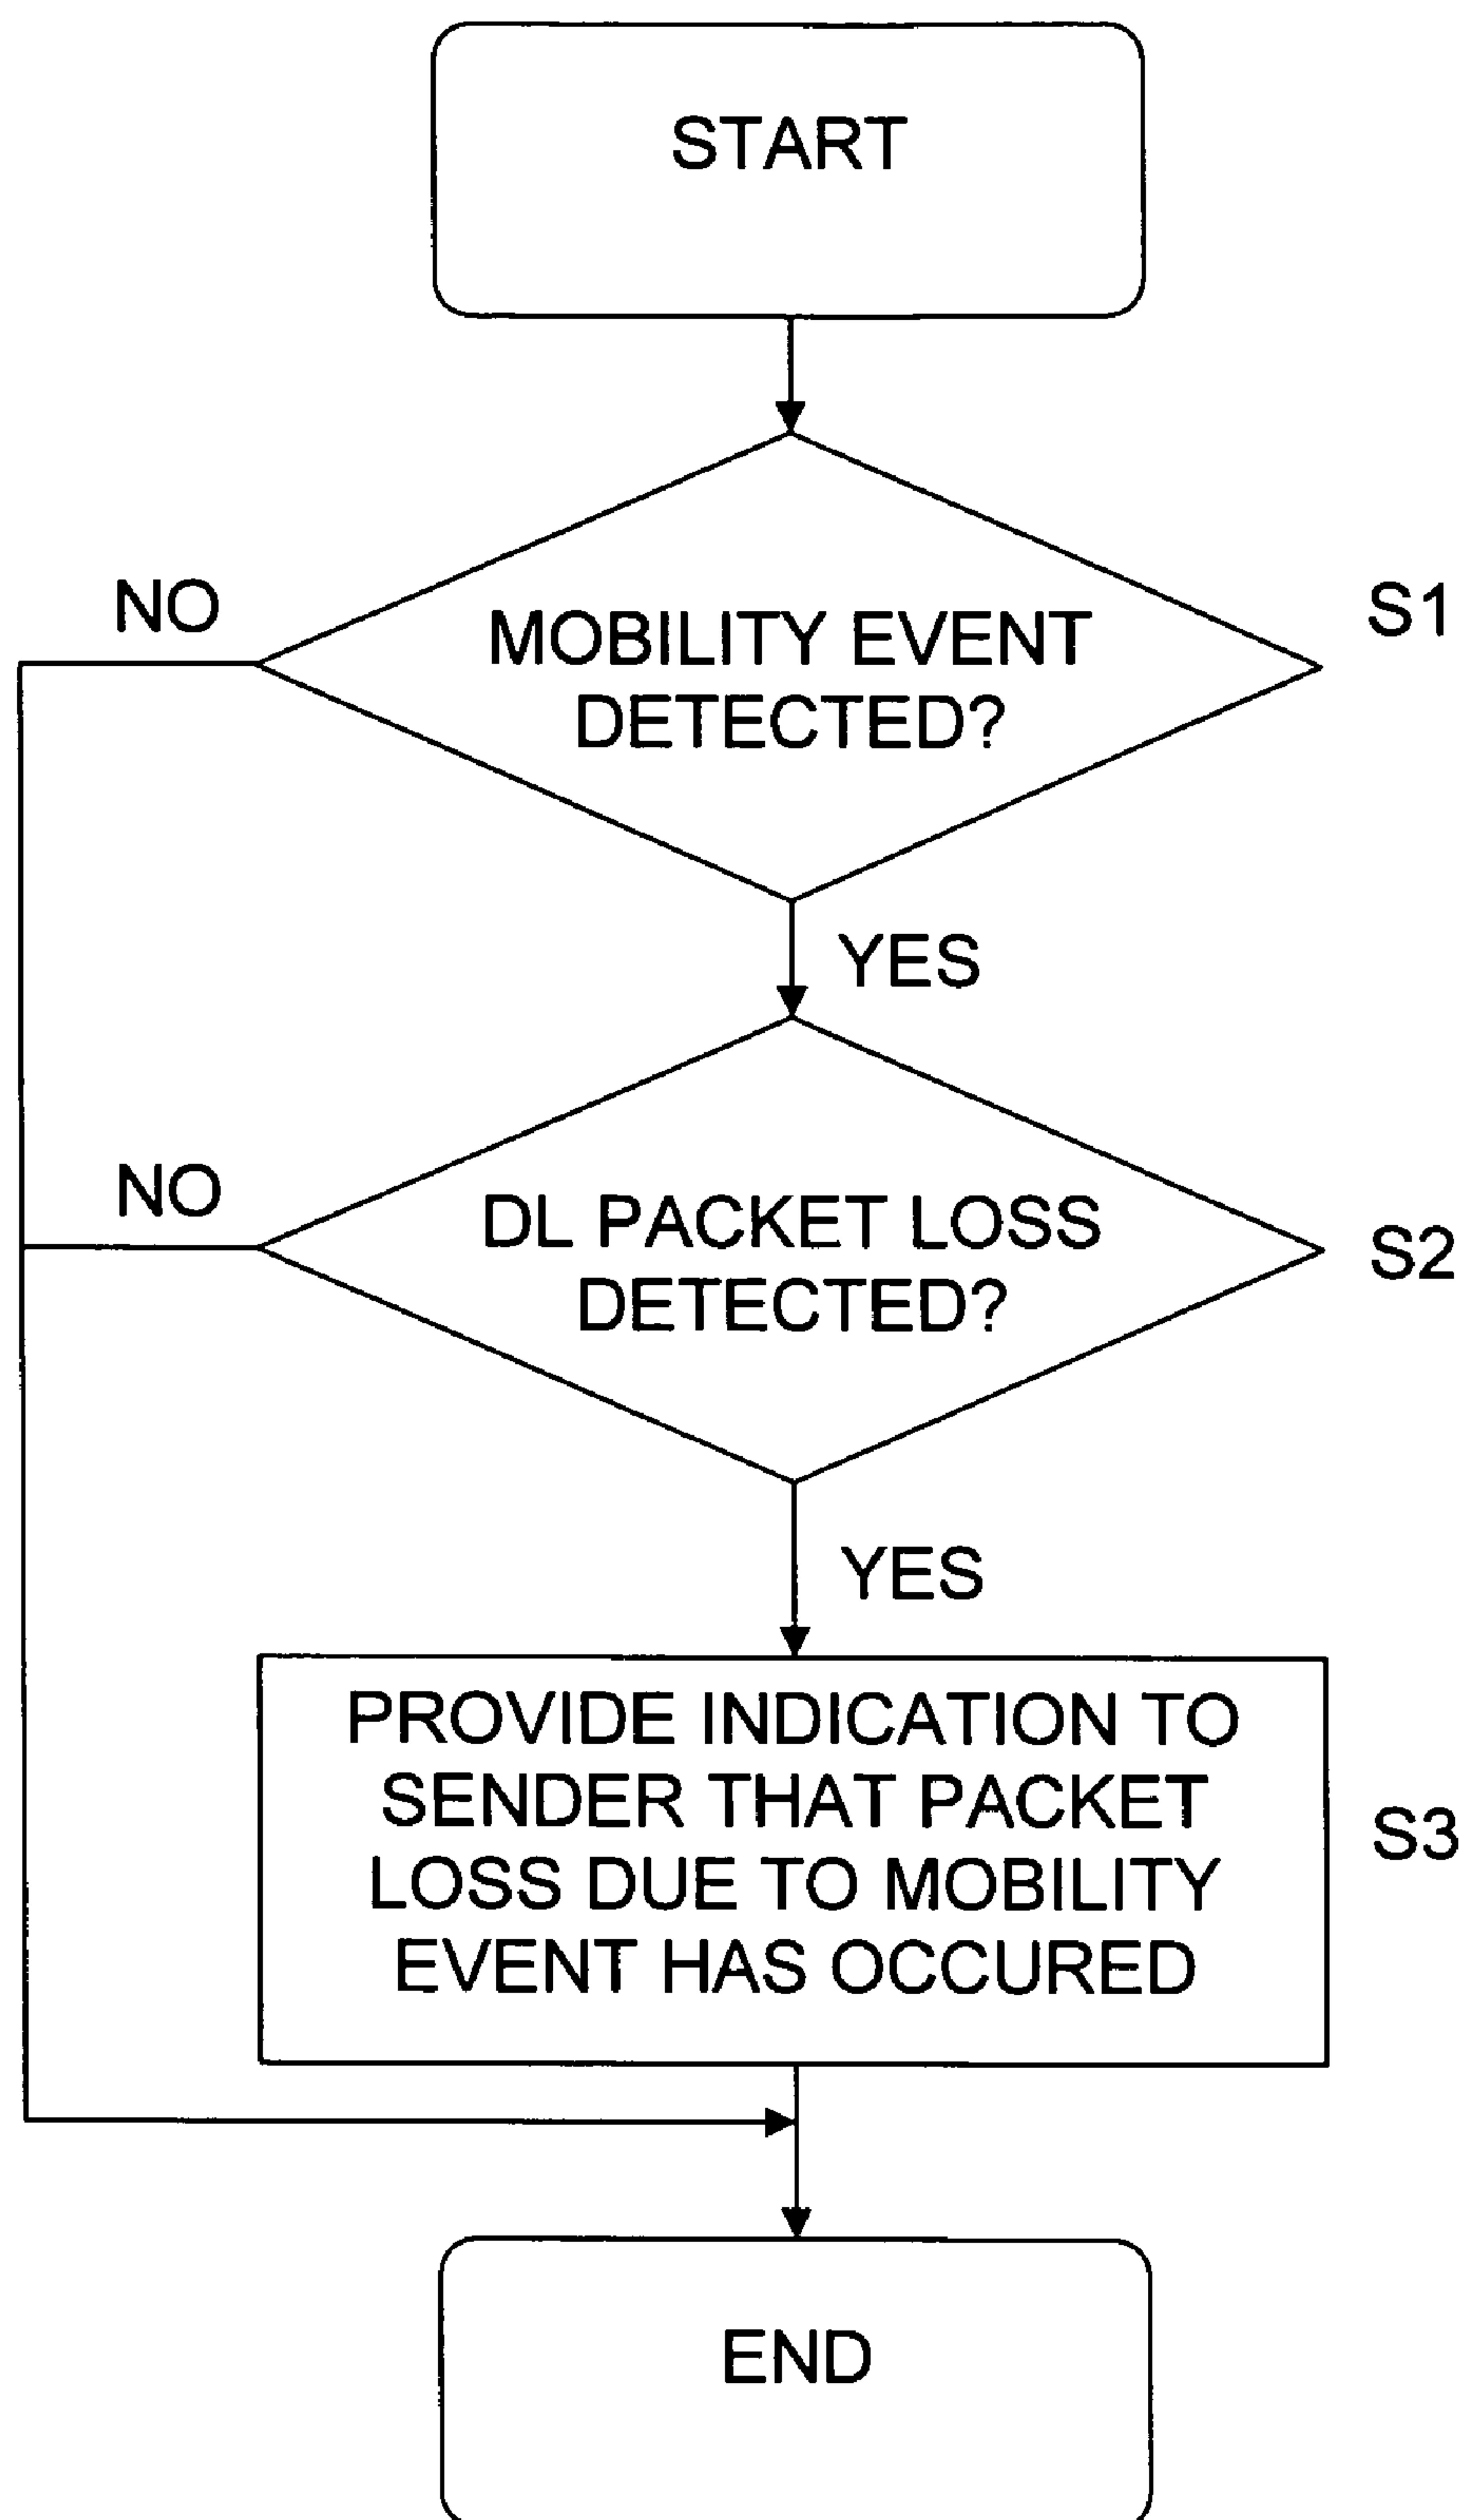 START
NO
MOBILITY EVENT
DETECTED?
S1
YES
NO
DL PACKET LOSS
DETECTED?
S2
YES
PROVIDE INDICATION TO
SENDER THAT PACKET
LOSS DUE TO MOBILITY
EVENT HAS OCCURED
S3
END